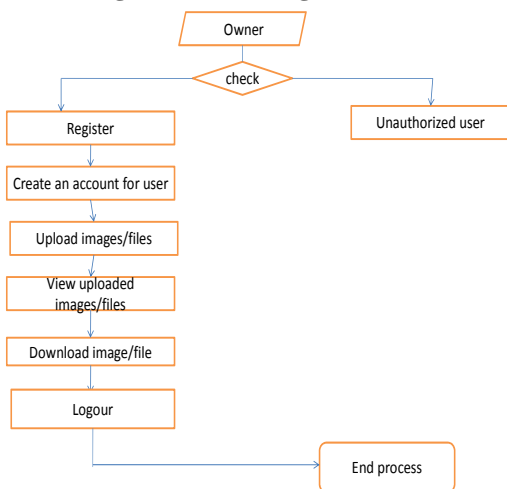 Owner
check
Register
Unauthorized user
Create an account for user
Upload images/files
View uploaded
images/files
Download image/file
Logour
End process